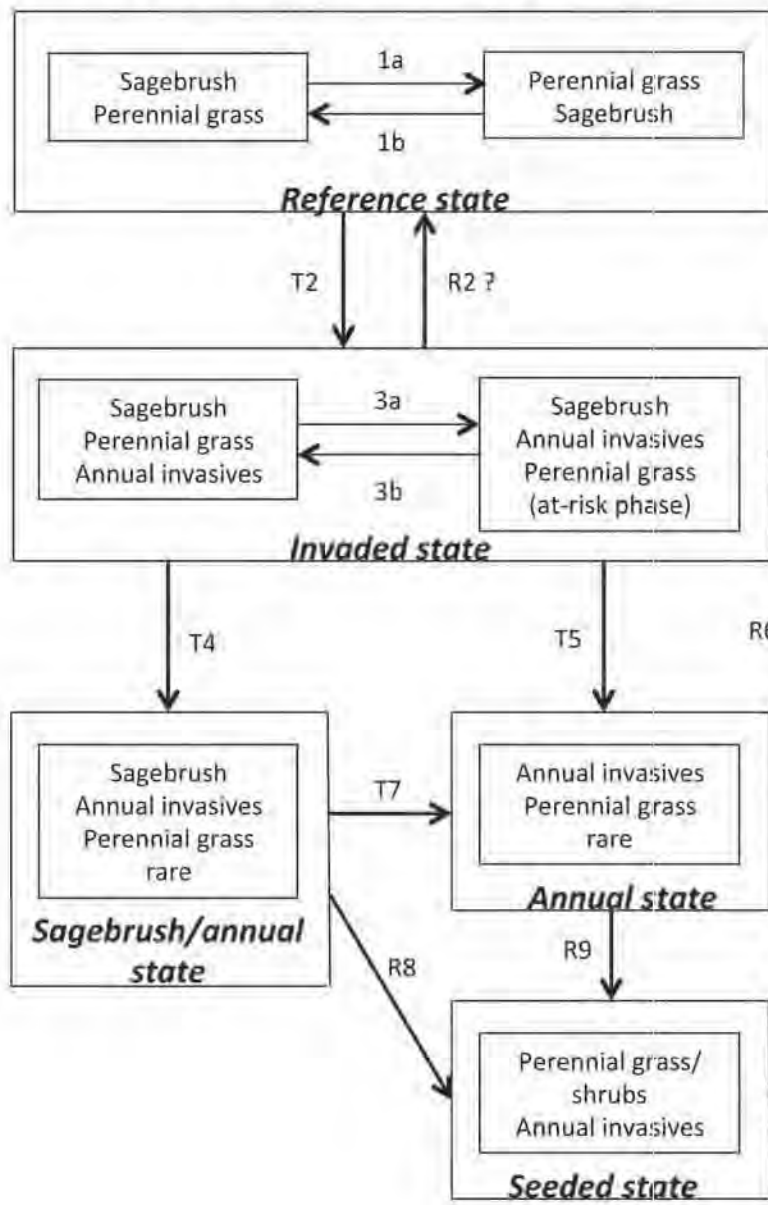 Sagebrush
Perennial grass
1a
1b
Perennial grass
Sagebrush
Reference state
T2
R2 ?
Sagebrush
Perennial grass
Annual invasives
3a
3b
Sagebrush
Annual invasives
Perennial grass
(at-risk phase)
Invaded state
T4
T5
R6
Sagebrush
Annual invasives
Perennial grass
rare
Sagebrush/annual
state
T7
Annual invasives
Perennial grass
rare
Annual state
R8
R9
Perennial grass/
shrubs
Annual invasives
Seeded state